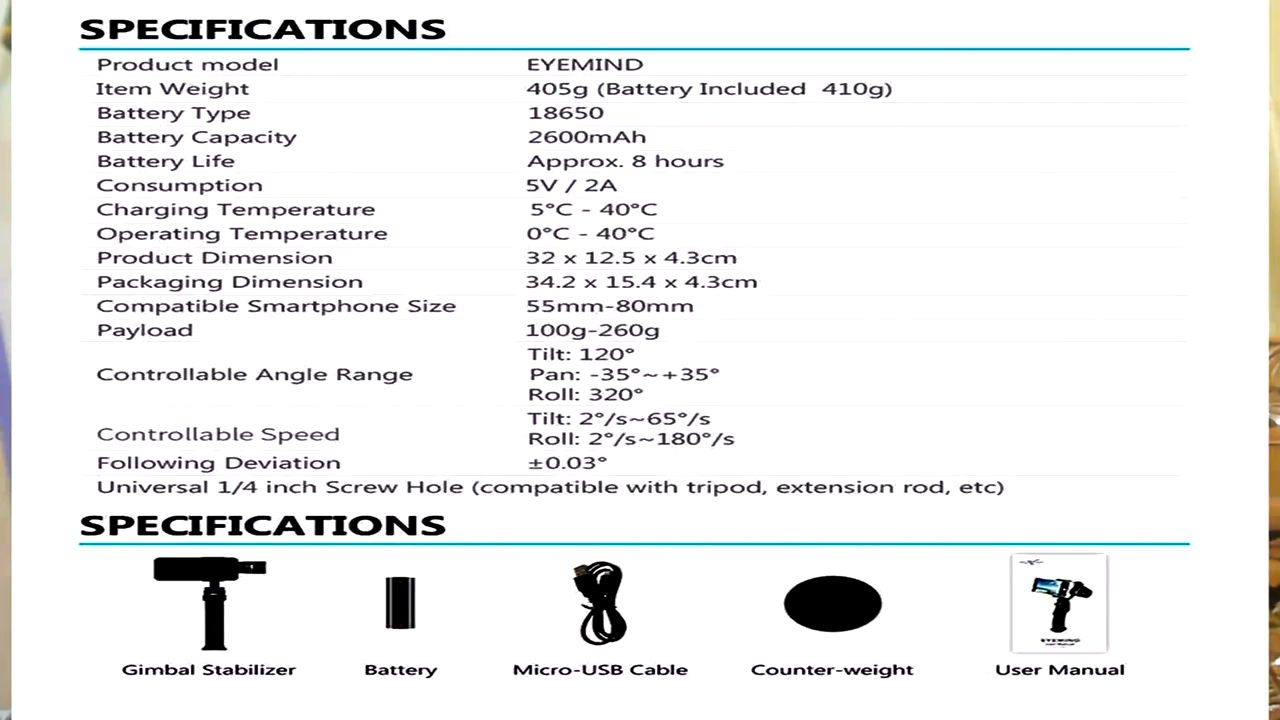 SPECIFICATIONS
Product model EYEMIND
Item Weight 405g (Battery Included 410g)
Battery Type 18650
Battery Capacity 2600mAh
Battery Life Approx. 8 hours
Consumption 5V / 2A
Charging Temperature 5°C - 40°C
Operating Temperature 0°C - 40°C
Product Dimension 32 x 12.5 x 4.3cm
Packaging Dimension 34.2 x 15.4 x 4.3cm
Compatible Smartphone Size 55mm-80mm
Payload 100g-260g
Tilt: 120°
Controllable Angle Range Pan: -35°~+35°
Roll: 320°
Tilt: 2°/s~65°/s
Controllable Speed
Roll: 2°/s~180°/s
Following Deviation ±0.03°
Universal 1/4 inch Screw Hole (compatible with tripod, extension rod, etc)
SPECIFICATIONS
EYEMIND
User Manual
Gimbal Stabilizer Battery Micro-USB Cable Counter-weight User Manual